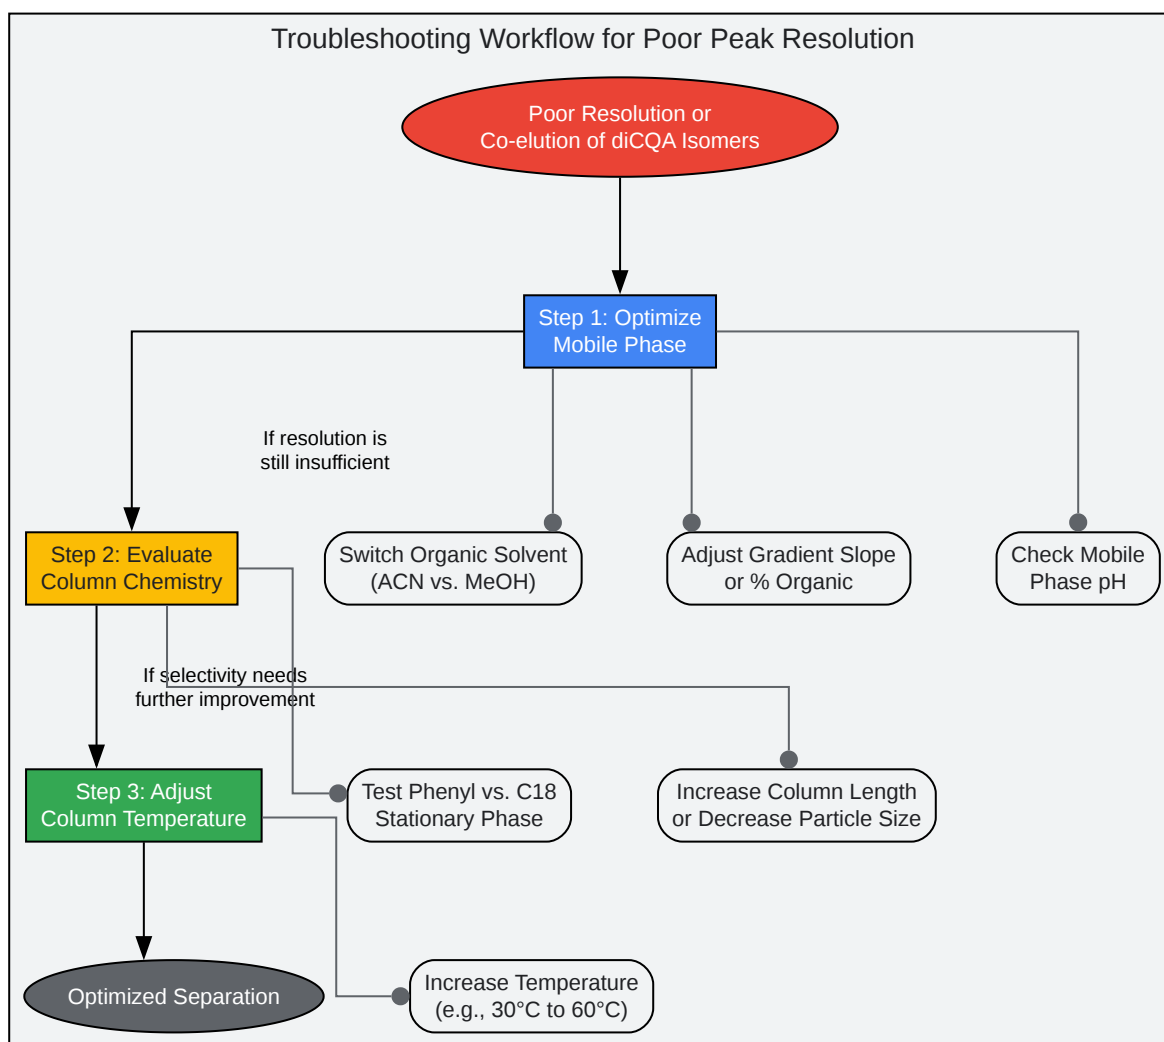 Troubleshooting Workflow for Poor Peak Resolution
Poor Resolution or
Co-elution of diCQA Isomers
Step 1: Optimize
Mobile Phase
If resolution is
still insufficient
Step 2: Evaluate
Column Chemistry
Switch Organic Solvent
(ACN vs. MeOH)
Adjust Gradient Slope
or % Organic
Check Mobile
Phase pH
If selectivity needs
further improvement
Step 3: Adjust
Column Temperature
Test Phenyl vs. C18
Stationary Phase
Increase Column Length
or Decrease Particle Size
Optimized Separation
Increase Temperature
(e.g., 30°C to 60°C)